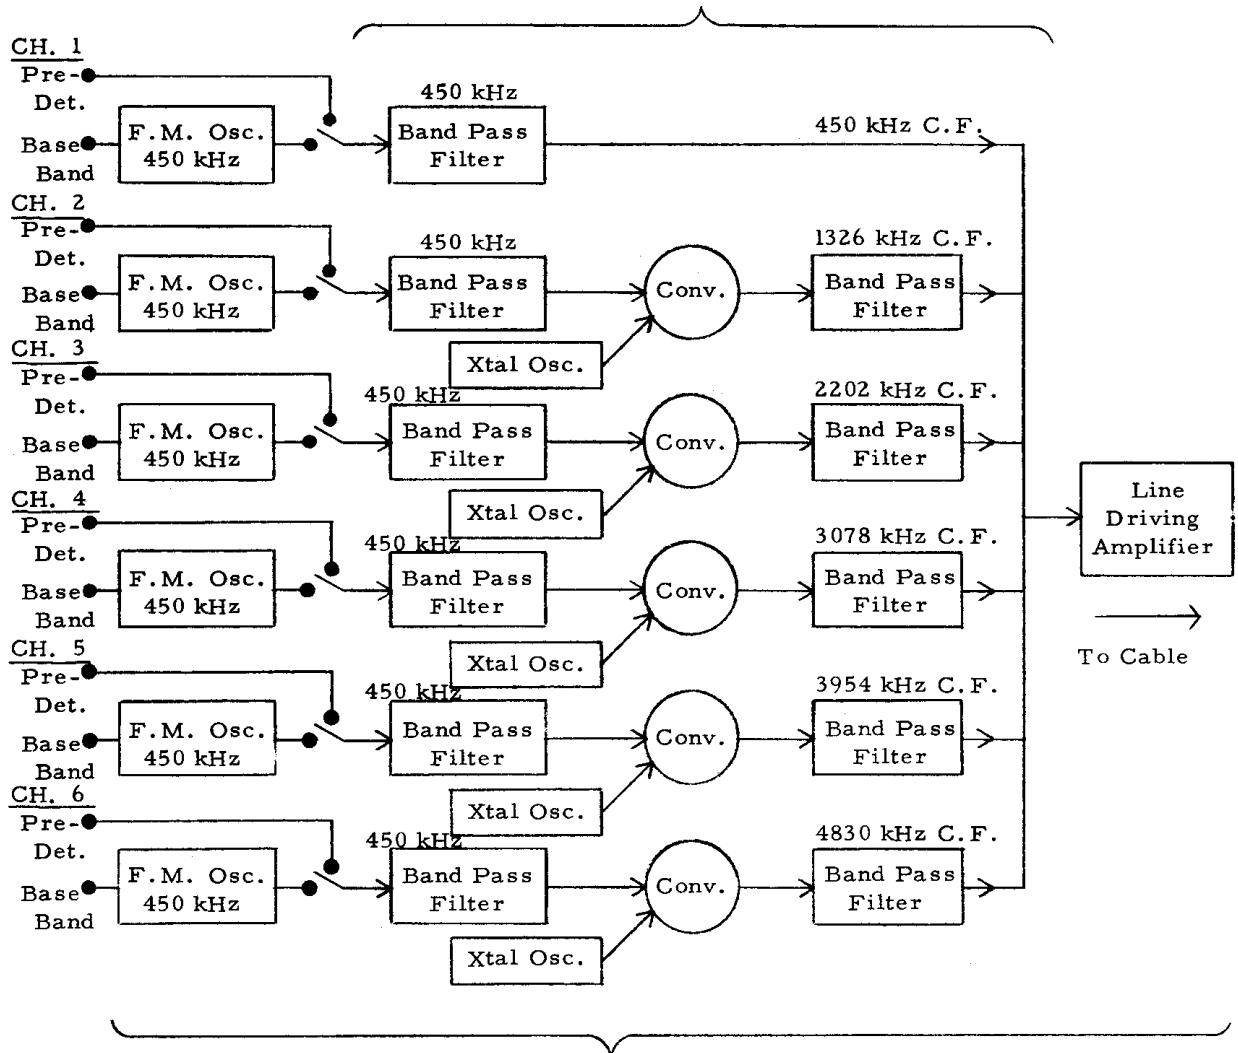 CH. 1
Pre-
Det.
Base
Band
F.M. Osc.
450 kHz
450 kHz
Band Pass
Filter
450 kHz C.F.
CH. 2
Pre-
Det.
Base
Band
F.M. Osc.
450 kHz
450 kHz
Band Pass
Filter
Conv.
Xtal Osc.
1326 kHz C.F.
Band Pass
Filter
CH. 3
Pre-
Det.
Base
Band
F.M. Osc.
450 kHz
450 kHz
Band Pass
Filter
Conv.
Xtal Osc.
2202 kHz C.F.
Band Pass
Filter
CH. 4
Pre-
Det.
Base
Band
F.M. Osc.
450 kHz
450 kHz
Band Pass
Filter
Conv.
Xtal Osc.
3078 kHz C.F.
Band Pass
Filter
CH. 5
Pre-
Det.
Base
Band
F.M. Osc.
450 kHz
450 kHz
Band Pass
Filter
Conv.
Xtal Osc.
3954 kHz C.F.
Band Pass
Filter
CH. 6
Pre-
Det.
Base
Band
F.M. Osc.
450 kHz
450 kHz
Band Pass
Filter
Conv.
Xtal Osc.
4830 kHz C.F.
Band Pass
Filter
Line
Driving
Amplifier
To Cable